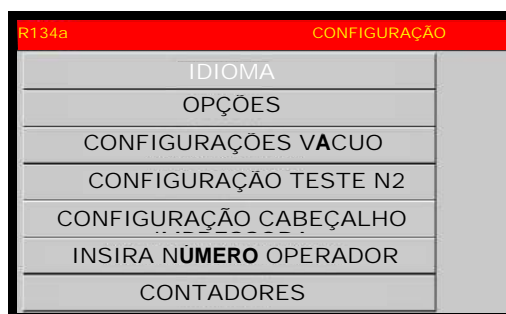 R134a CONFIGURAÇÃO
IDIOMA
OPÇÕES
CONFIGURAÇÕES VACUO
CONFIGURAÇÃO TESTE N2
CONFIGURAÇÃO CABEÇALHO
INSIRA NÚMERO OPERADOR
CONTADORES